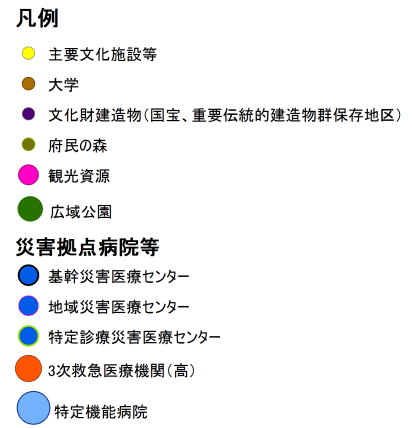 凡例
主要文化施設等
大学
文化財建造物（国宝、重要伝統的建造物群保存地区）
府民の森
観光資源
広域公園
災害拠点病院等
基幹災害医療センター
地域災害医療センター
特定診療災害医療センター
3次救急医療機関（高）
特定機能病院